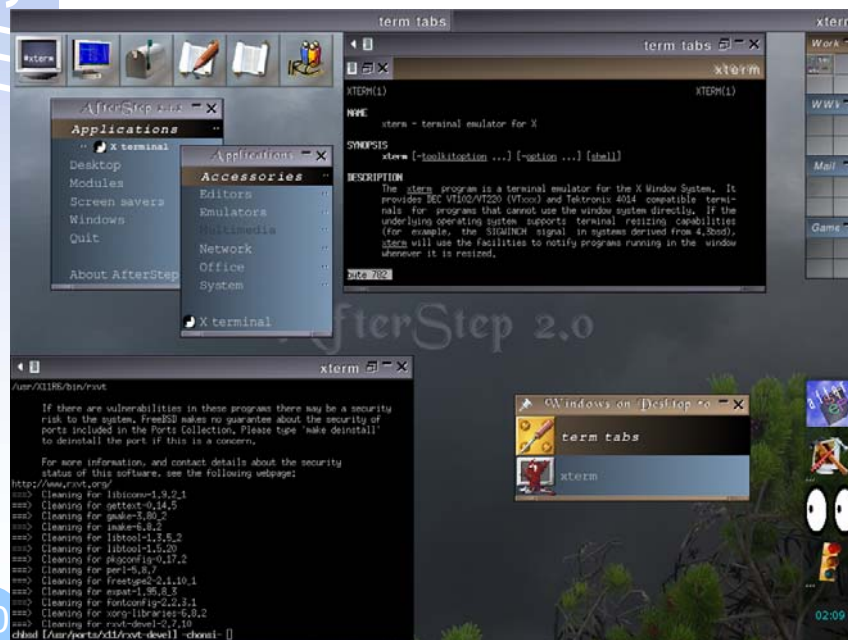 term tabs
xterm
#xterm
term tabs
xterm
XTERM(1) XTERM(1)
NAME
xterm - terminal emulator for X
SYNOPSIS
xterm [-toolkitoption ...] [-option ...] [shell]
DESCRIPTION
The xterm program is a terminal emulator for the X Window System. It
provides DEC VT102/VT220 (VTxxx) and Tektronix 4014 compatible termi-
nals for programs that cannot use the window system directly. If the
underlying operating system supports terminal resizing capabilities
(for example, the SIGWINCH signal in systems derived from 4.3bsd),
xterm will use the facilities to notify programs running in the window
whenever it is resized.
byte 782
Work
WWW
Mail
Game
AfterStep
Applications
X terminal
Desktop
Modules
Screen savers
Windows
Quit
About AfterStep
Applications
Accessories
Editors
Emulators
Multimedia
Network
Office
System
X terminal
AfterStep 2.0
xterm
/usr/X11R6/bin/rxvt
If there are vulnerabilities in these programs there may be a security
risk to the system. FreeBSD makes no guarantee about the security of
ports included in the Ports Collection. Please type 'make deinstall'
to deinstall the port if this is a concern.
For more information, and contact details about the security
status of this software, see the following webpage:
http://www.rxvt.org/
===> Cleaning for libiconv-1.9.2_1
===> Cleaning for gettext-0.14.5
===> Cleaning for gmake-3.80_2
===> Cleaning for imake-6.8.2
===> Cleaning for libtool-1.3.5_2
===> Cleaning for libtool-1.5.20
===> Cleaning for pkgconfig-0.17.2
===> Cleaning for perl-5.8.7
===> Cleaning for freetype2-2.1.10_1
===> Cleaning for expat-1.95.8_3
===> Cleaning for fontconfig-2.2.3.1
===> Cleaning for xorg-libraries-6.8.2
===> Cleaning for rxvt-devel-2.7.10
chbsd [/usr/ports/x11/rxvt-devel] -chonsi-
Windows on Desktop
term tabs
xterm
02:09